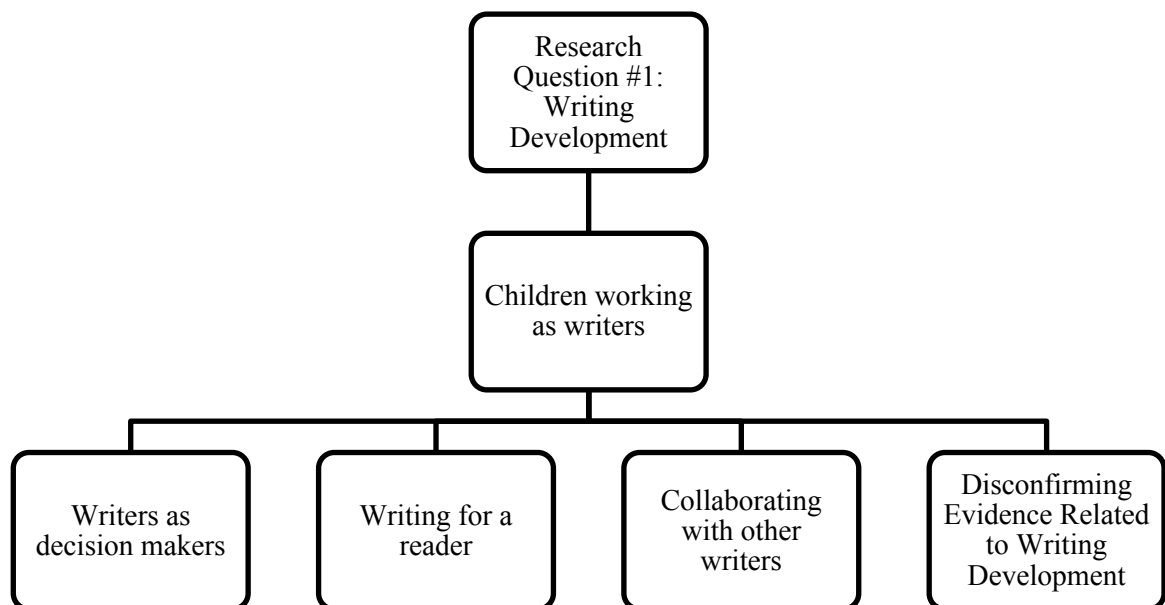 Research
Question #1:
Writing
Development
Children working
as writers
Writers as
decision makers
Writing for a
reader
Collaborating
with other
writers
Disconfirming
Evidence Related
to Writing
Development